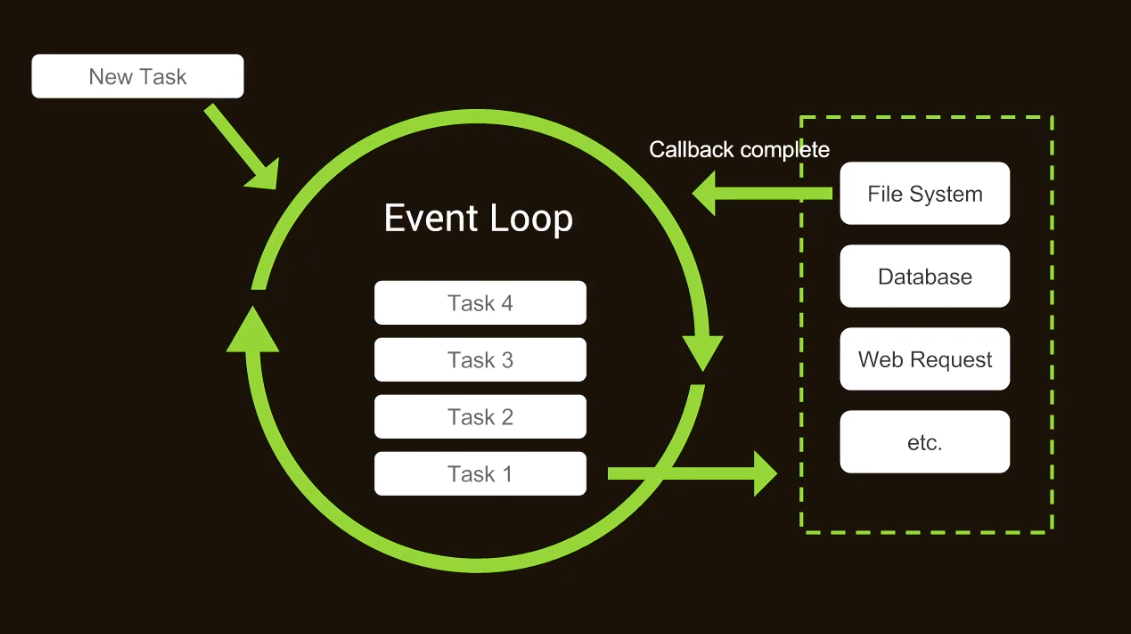 New Task
Callback complete
File System
Event Loop
Database
Task 4
Task 3
Web Request
Task 2
etc.
Task 1